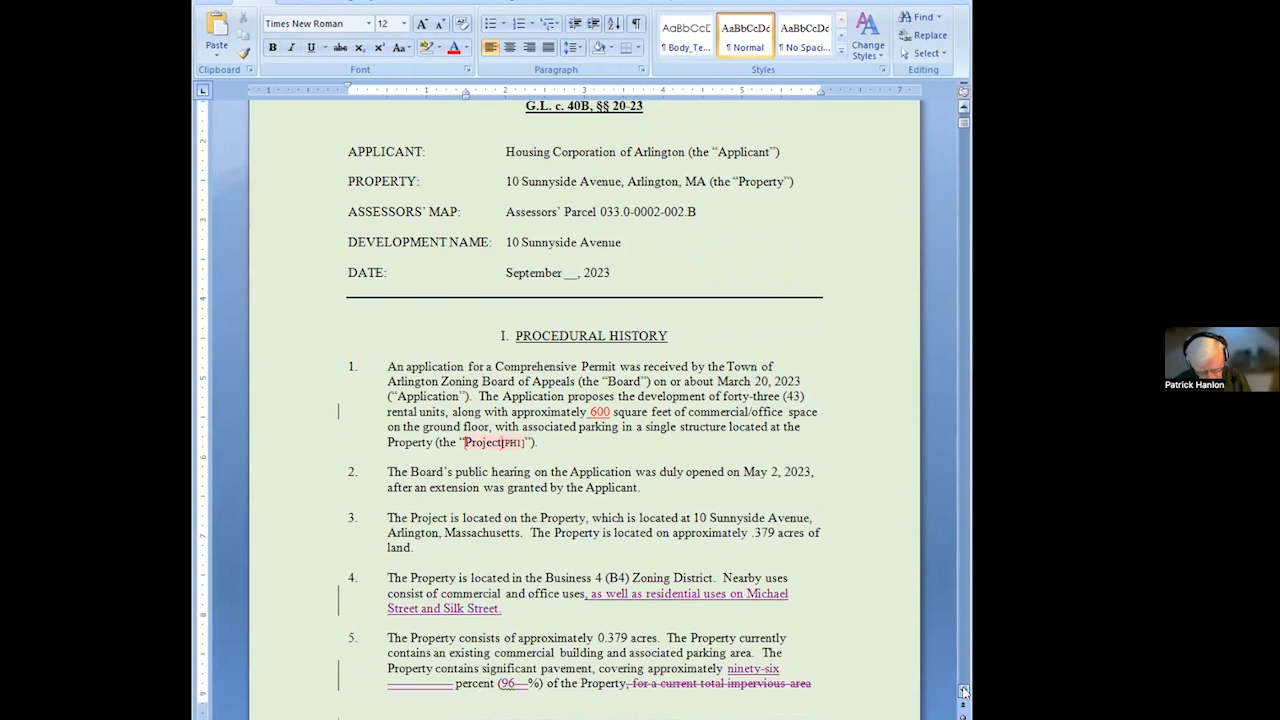 Times New Roman 12 Find
Paste AaBbCcDc AaBbCcDc AaBbCcDc Replace
B I U abc x₂ x² Aa A ¶ Body_Te... ¶ Normal ¶ No Spaci... Change Styles Select
Clipboard Font Paragraph Styles Editing
G.L. c. 40B, §§ 20-23
APPLICANT: Housing Corporation of Arlington (the “Applicant”)
PROPERTY: 10 Sunnyside Avenue, Arlington, MA (the “Property”)
ASSESSORS’ MAP: Assessors’ Parcel 033.0-0002-002.B
DEVELOPMENT NAME: 10 Sunnyside Avenue
DATE: September __, 2023
I. PROCEDURAL HISTORY
1. An application for a Comprehensive Permit was received by the Town of
Arlington Zoning Board of Appeals (the “Board”) on or about March 20, 2023
(“Application”). The Application proposes the development of forty-three (43)
rental units, along with approximately 600 square feet of commercial/office space
on the ground floor, with associated parking in a single structure located at the
Property (the “Project[PH1]”).
2. The Board’s public hearing on the Application was duly opened on May 2, 2023,
after an extension was granted by the Applicant.
3. The Project is located on the Property, which is located at 10 Sunnyside Avenue,
Arlington, Massachusetts. The Property is located on approximately .379 acres of
land.
4. The Property is located in the Business 4 (B4) Zoning District. Nearby uses
consist of commercial and office uses, as well as residential uses on Michael
Street and Silk Street.
5. The Property consists of approximately 0.379 acres. The Property currently
contains an existing commercial building and associated parking area. The
Property contains significant pavement, covering approximately ninety-six
__________ percent (96__%) of the Property, for a current total impervious area
Patrick Hanlon